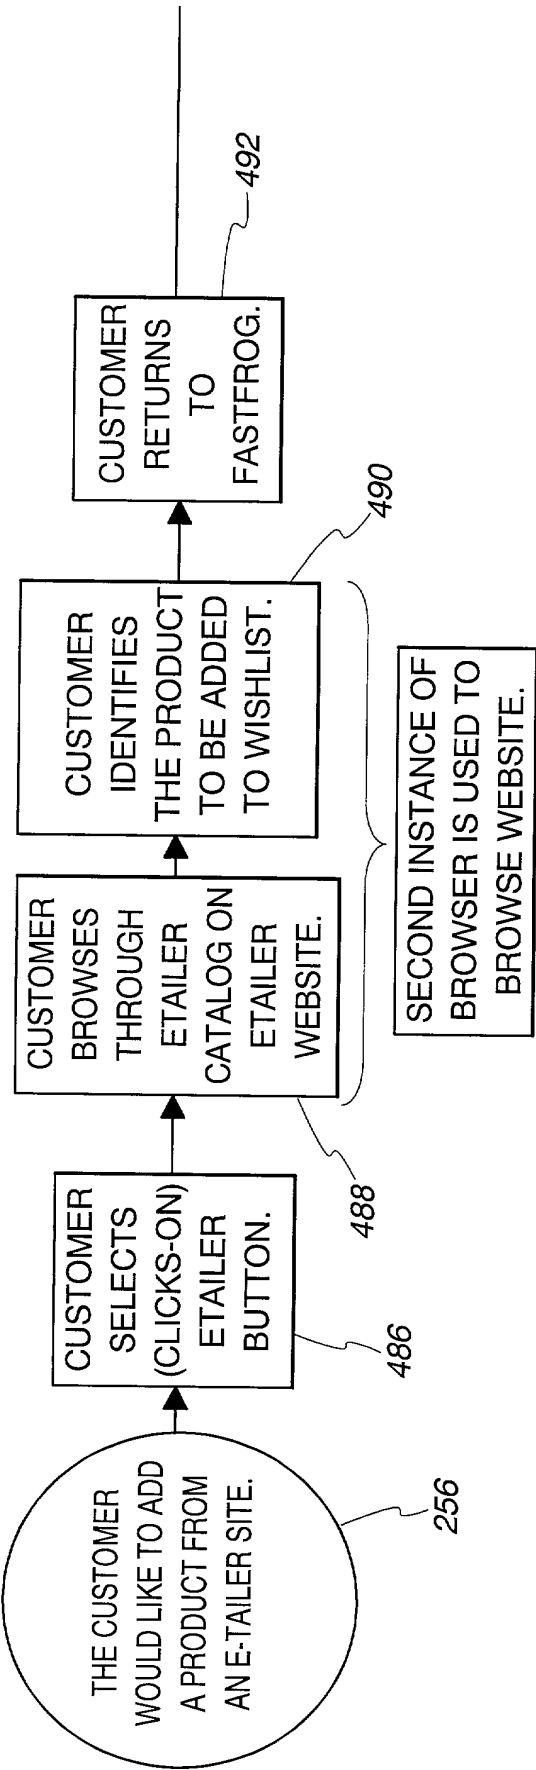 THE CUSTOMER
WOULD LIKE TO ADD
A PRODUCT FROM
AN E-TAILER SITE.
256
CUSTOMER
SELECTS
(CLICKS-ON)
ETAILER
BUTTON.
486
CUSTOMER
BROWSES
THROUGH
ETAILER
CATALOG ON
ETAILER
WEBSITE.
488
CUSTOMER
IDENTIFIES
THE PRODUCT
TO BE ADDED
TO WISHLIST.
490
SECOND INSTANCE OF
BROWSER IS USED TO
BROWSE WEBSITE.
CUSTOMER
RETURNS
TO
FASTFROG.
492